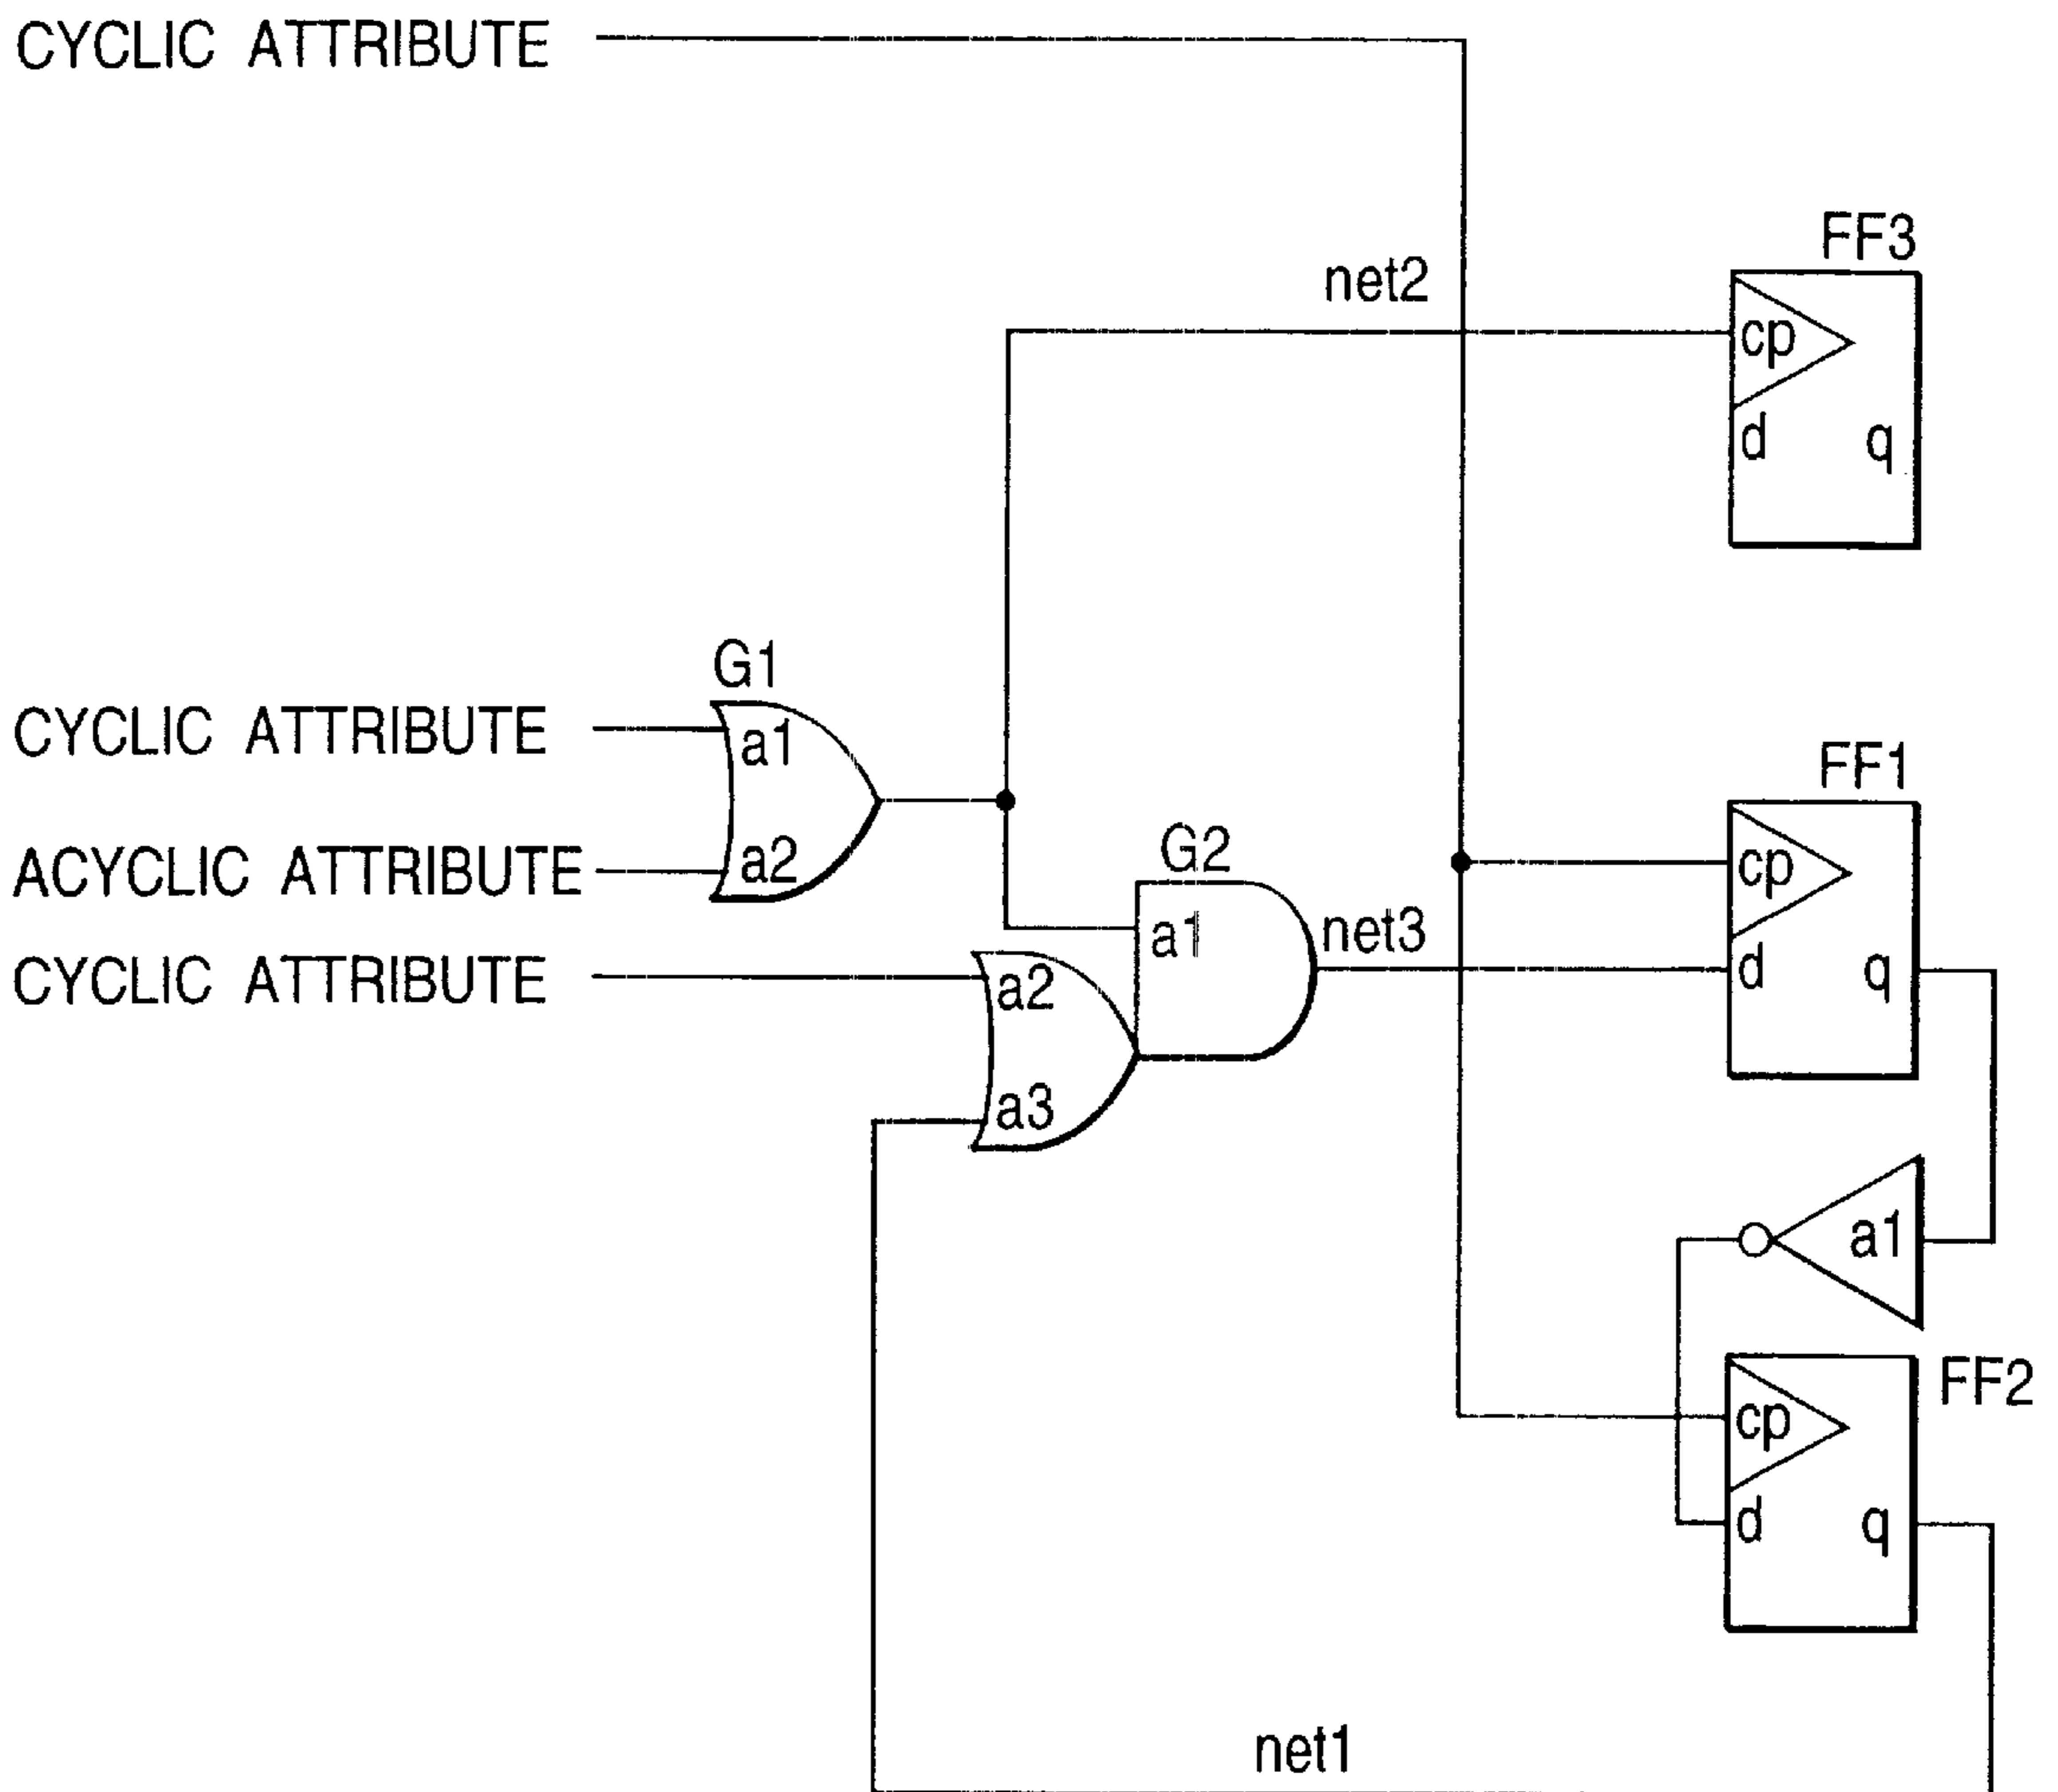 CYCLIC ATTRIBUTE
FF3
net2
cp
d q
G1
CYCLIC ATTRIBUTE
a1
FF1
G2
ACYCLIC ATTRIBUTE
a2
cp
a1
net3
CYCLIC ATTRIBUTE
a2
d q
a3
a1
FF2
cp
d q
net1